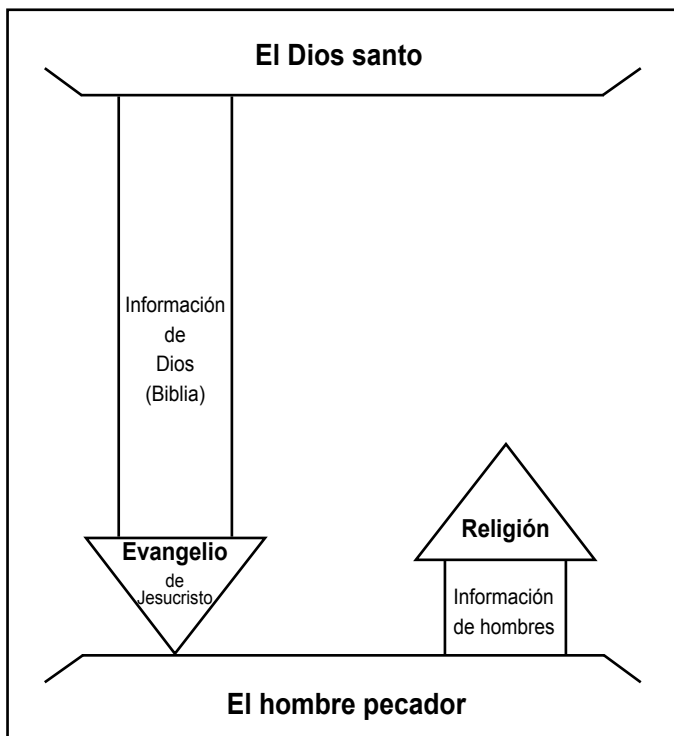 El Dios santo
Información
de
Dios
(Biblia)
Evangelio
de
Jesucristo
Religión
Información
de hombres
El hombre pecador